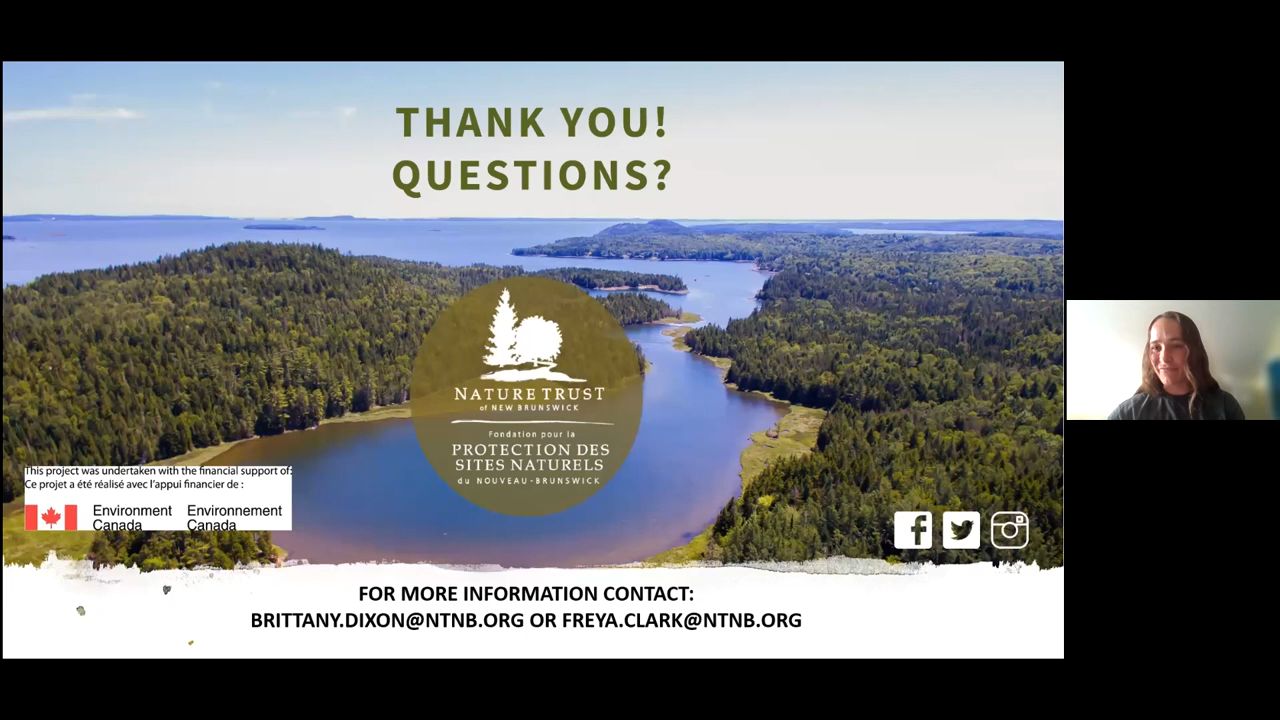 THANK YOU!
QUESTIONS?
NATURE TRUST
of NEW BRUNSWICK
Fondation pour la
PROTECTION DES
SITES NATURELS
du NOUVEAU-BRUNSWICK
This project was undertaken with the financial support of:
Ce projet a été réalisé avec l'appui financier de :
Environment Canada
Environnement Canada
FOR MORE INFORMATION CONTACT:
BRITTANY.DIXON@NTNB.ORG OR FREYA.CLARK@NTNB.ORG